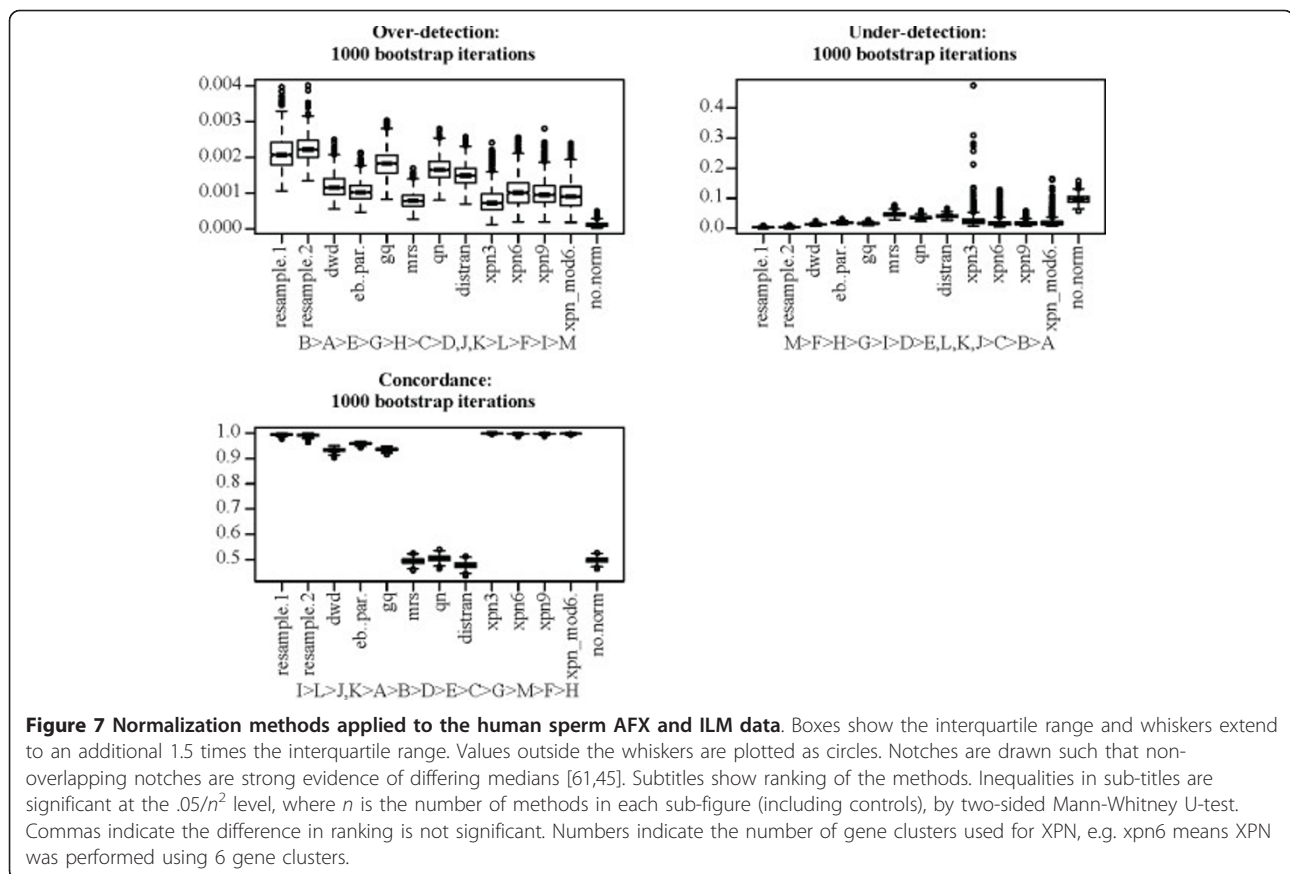 Over-detection:
1000 bootstrap iterations
0.004
0.003
0.002
0.001
0.000
resample.1
resample.2
dwd
eb..par.
gq
mrs
qn
distran
xpn3
xpn6
xpn9
xpn_mod6.
no.norm
B>A>E>G>H>C>D,J,K>L>F>I>M
Under-detection:
1000 bootstrap iterations
0.4
0.3
0.2
0.1
0.0
resample.1
resample.2
dwd
eb..par.
gq
mrs
qn
distran
xpn3
xpn6
xpn9
xpn_mod6.
no.norm
M>F>H>G>I>D>E,L,K,J>C>B>A
Concordance:
1000 bootstrap iterations
1.0
0.9
0.8
0.7
0.6
0.5
resample.1
resample.2
dwd
eb..par.
gq
mrs
qn
distran
xpn3
xpn6
xpn9
xpn_mod6.
no.norm
I>L>J,K>A>B>D>E>C>G>M>F>H
Figure 7 Normalization methods applied to the human sperm AFX and ILM data. Boxes show the interquartile range and whiskers extend
to an additional 1.5 times the interquartile range. Values outside the whiskers are plotted as circles. Notches are drawn such that non-
overlapping notches are strong evidence of differing medians [61,45]. Subtitles show ranking of the methods. Inequalities in sub-titles are
significant at the .05/n² level, where n is the number of methods in each sub-figure (including controls), by two-sided Mann-Whitney U-test.
Commas indicate the difference in ranking is not significant. Numbers indicate the number of gene clusters used for XPN, e.g. xpn6 means XPN
was performed using 6 gene clusters.